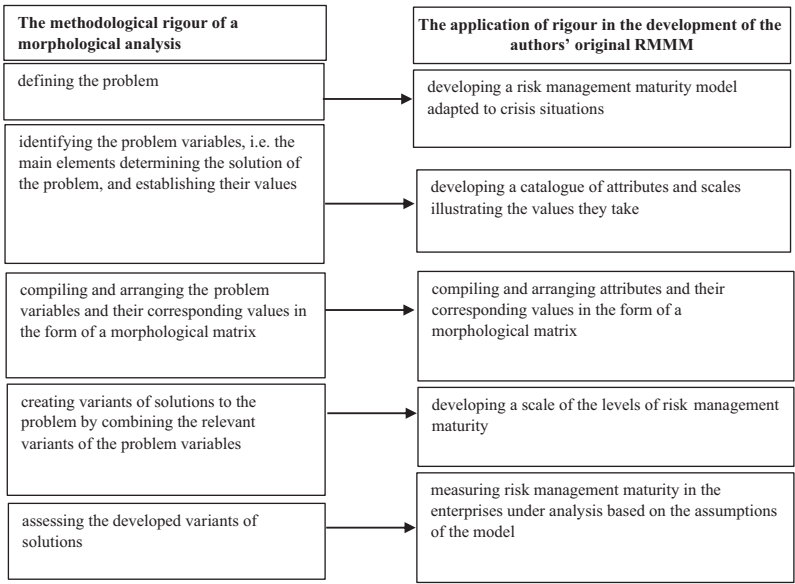 The methodological rigour of a
morphological analysis
The application of rigour in the development of the
authors' original RMMM
defining the problem
developing a risk management maturity model
adapted to crisis situations
identifying the problem variables, i.e. the
main elements determining the solution of
the problem, and establishing their values
developing a catalogue of attributes and scales
illustrating the values they take
compiling and arranging the problem
variables and their corresponding values in
the form of a morphological matrix
compiling and arranging attributes and their
corresponding values in the form of a
morphological matrix
creating variants of solutions to the
problem by combining the relevant
variants of the problem variables
developing a scale of the levels of risk management
maturity
assessing the developed variants of
solutions
measuring risk management maturity in the
enterprises under analysis based on the assumptions
of the model